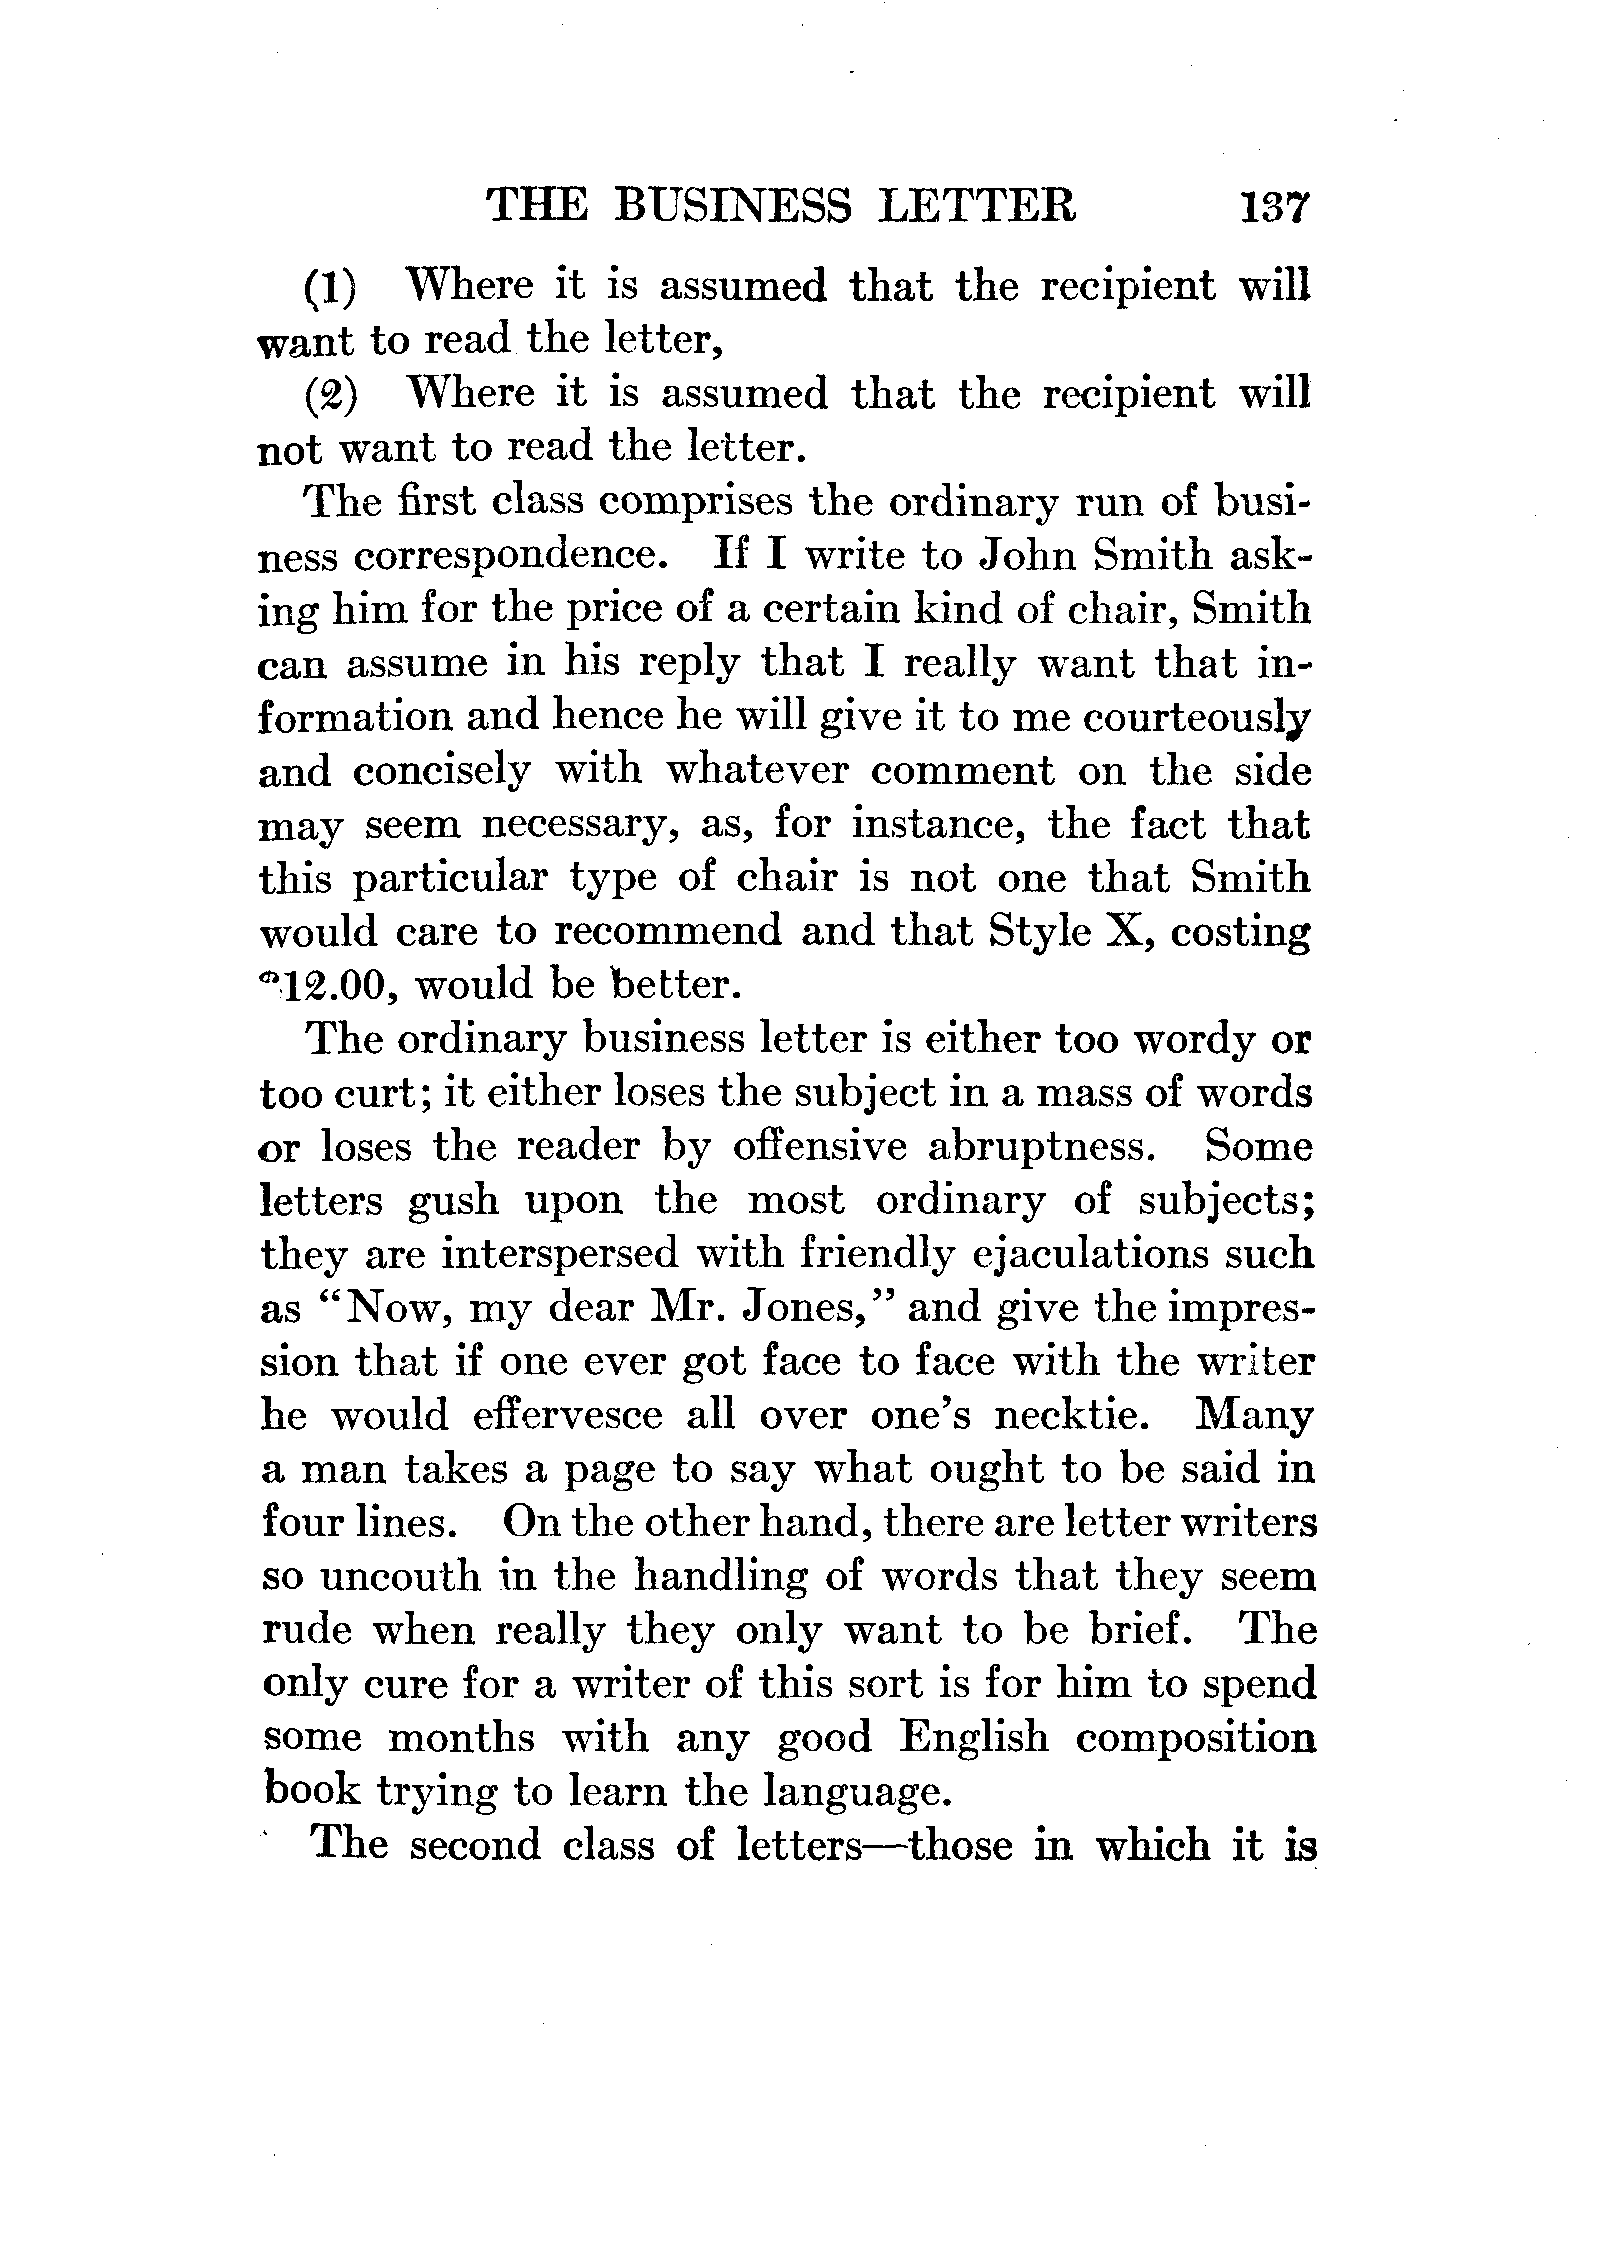 THE BUSINESS LETTER 137
(1) Where it is assumed that the recipient will
want to read the letter,
(2) Where it is assumed that the recipient will
not want to read the letter.
The first class comprises the ordinary run of busi-
ness correspondence. If I write to John Smith ask-
ing him for the price of a certain kind of chair, Smith
can assume in his reply that I really want that in-
formation and hence he will give it to me courteously
and concisely with whatever comment on the side
may seem necessary, as, for instance, the fact that
this particular type of chair is not one that Smith
would care to recommend and that Style X, costing
12.00, would be better.
The ordinary business letter is either too wordy or
too curt; it either loses the subject in a mass of words
or loses the reader by offensive abruptness. Some
letters gush upon the most ordinary of subjects;
they are interspersed with friendly ejaculations such
as "Now, my dear Mr. Jones," and give the impres-
sion that if one ever got face to face with the writer
he would effervesce all over one's necktie. Many
a man takes a page to say what ought to be said in
four lines. On the other hand, there are letter writers
so uncouth in the handling of words that they seem
rude when really they only want to be brief. The
only cure for a writer of this sort is for him to spend
some months with any good English composition
book trying to learn the language.
The second class of letters—those in which it is